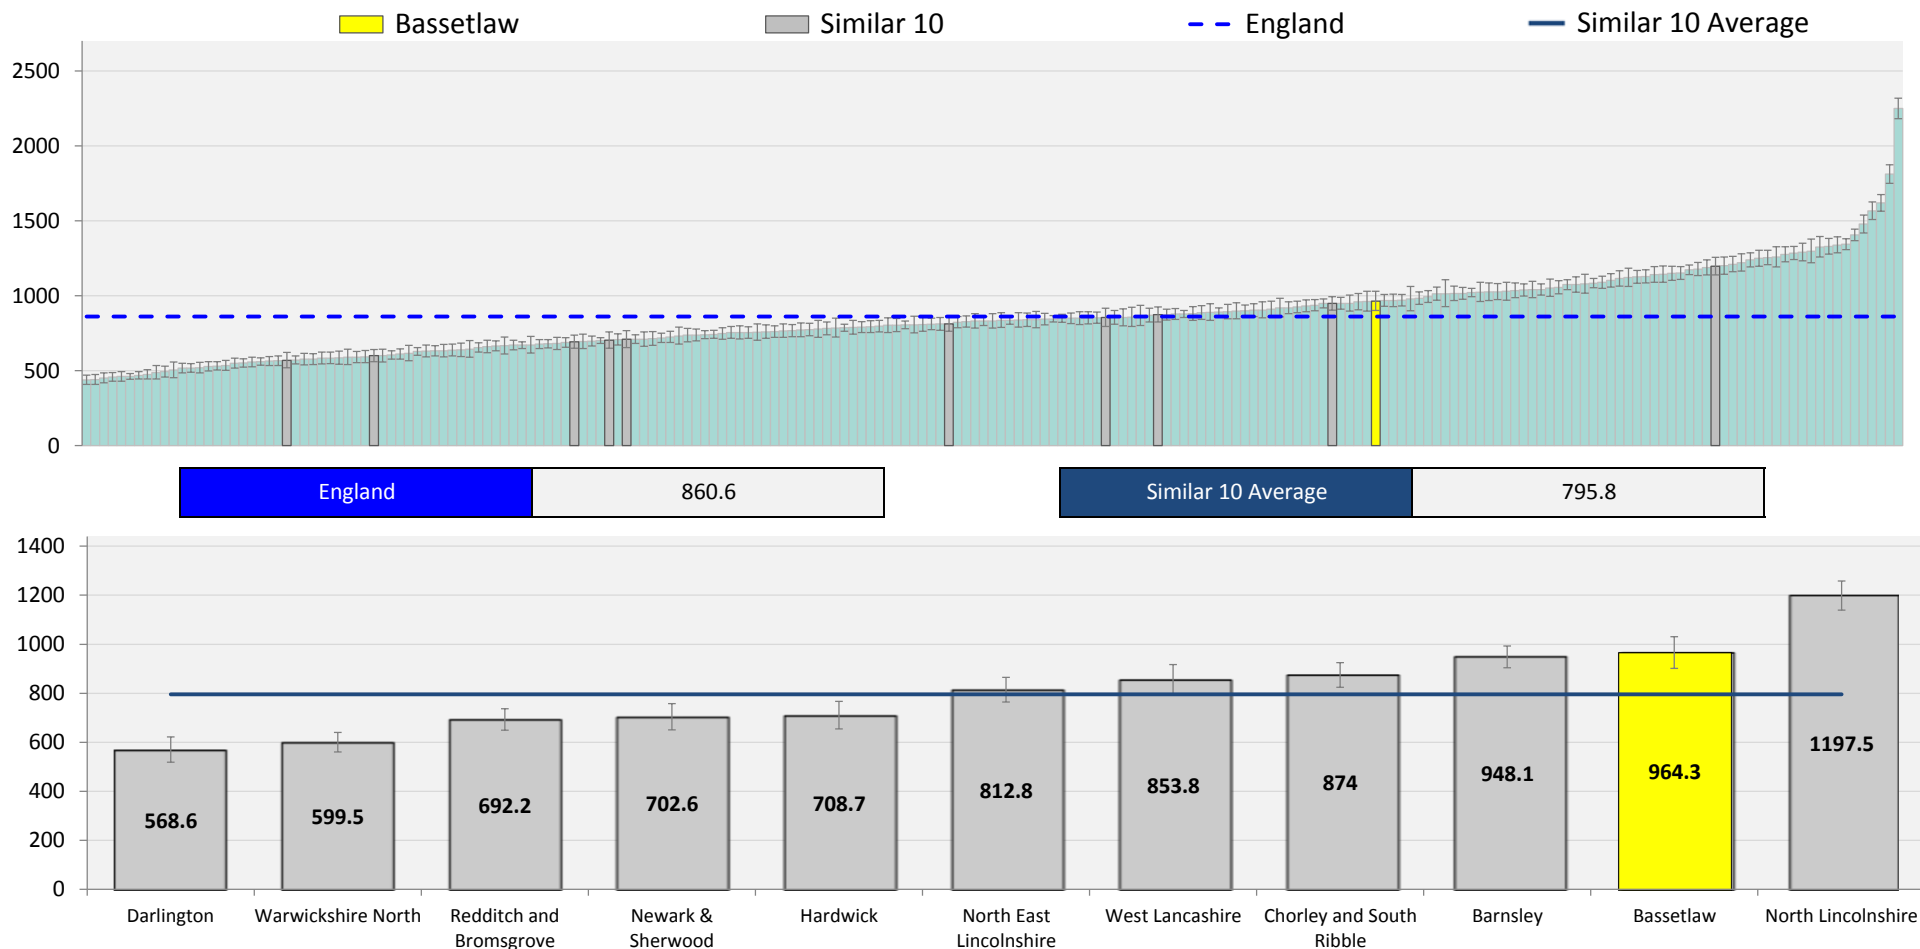 Bassetlaw
Similar 10
England
Similar 10 Average
2500
2000
1500
1000
500
0
England
860.6
Similar 10 Average
795.8
1400
1200
1000
800
600
400
200
0
568.6
599.5
692.2
702.6
708.7
812.8
853.8
874
948.1
964.3
1197.5
Darlington
Warwickshire North
Redditch and
Bromsgrove
Newark &
Sherwood
Hardwick
North East
Lincolnshire
West Lancashire
Chorley and South
Ribble
Barnsley
Bassetlaw
North Lincolnshire